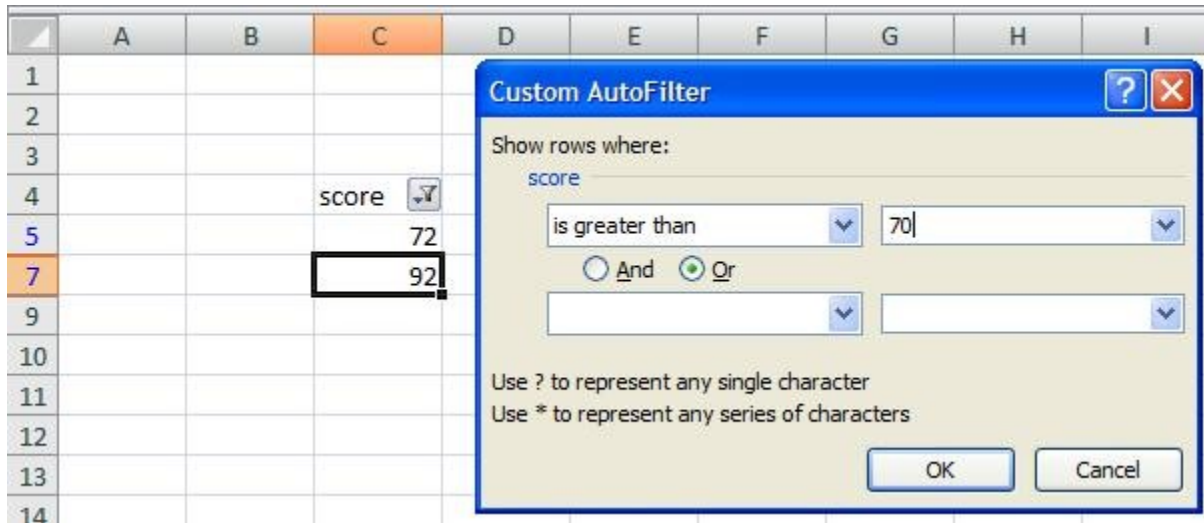 A B C D E F G H I
1
2
3
4 score
5 72
7 92
9
10
11
12
13
14
Custom AutoFilter ?
Show rows where:
score
is greater than 70
And Or
Use ? to represent any single character
Use * to represent any series of characters
OK Cancel